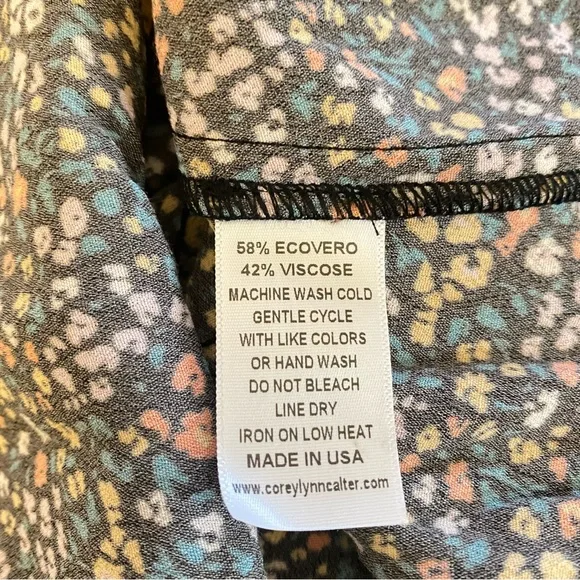 58% ECOVERO
42% VISCOSE
MACHINE WASH COLD
GENTLE CYCLE
WITH LIKE COLORS
OR HAND WASH
DO NOT BLEACH
LINE DRY
IRON ON LOW HEAT
MADE IN USA
www.coreylynncalter.com